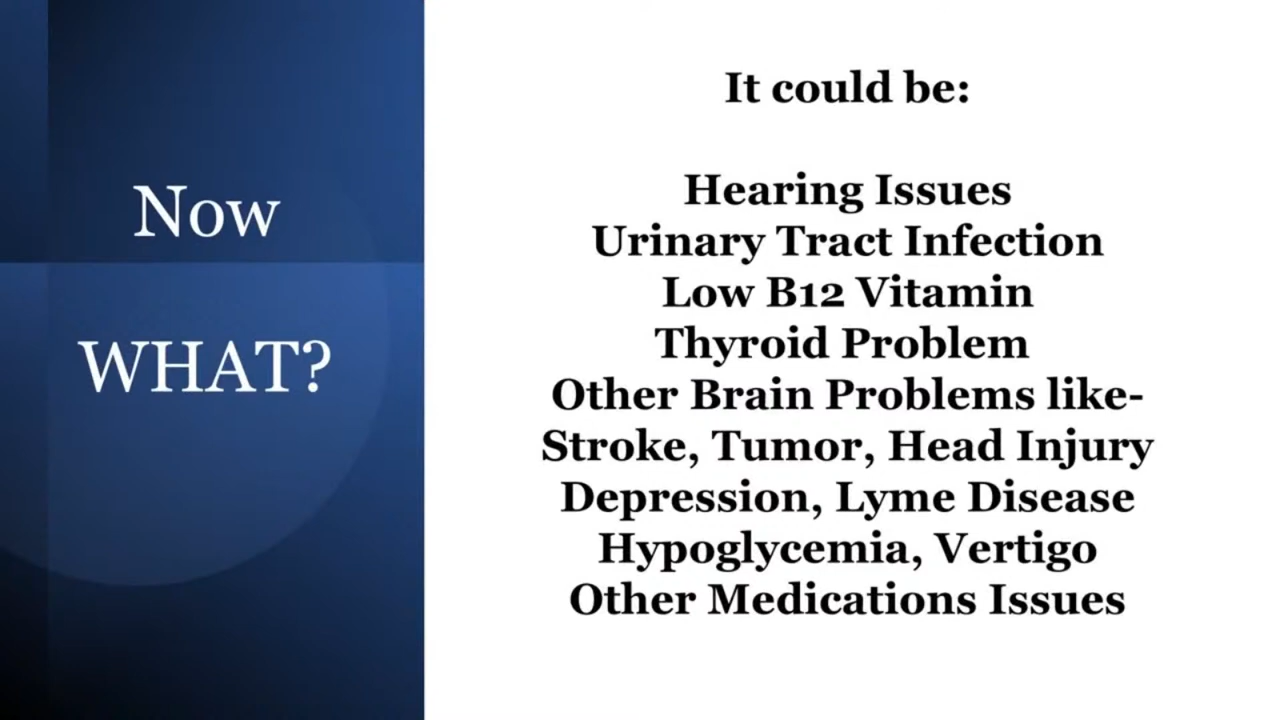 Now
WHAT?
It could be:
Hearing Issues
Urinary Tract Infection
Low B12 Vitamin
Thyroid Problem
Other Brain Problems like-
Stroke, Tumor, Head Injury
Depression, Lyme Disease
Hypoglycemia, Vertigo
Other Medications Issues